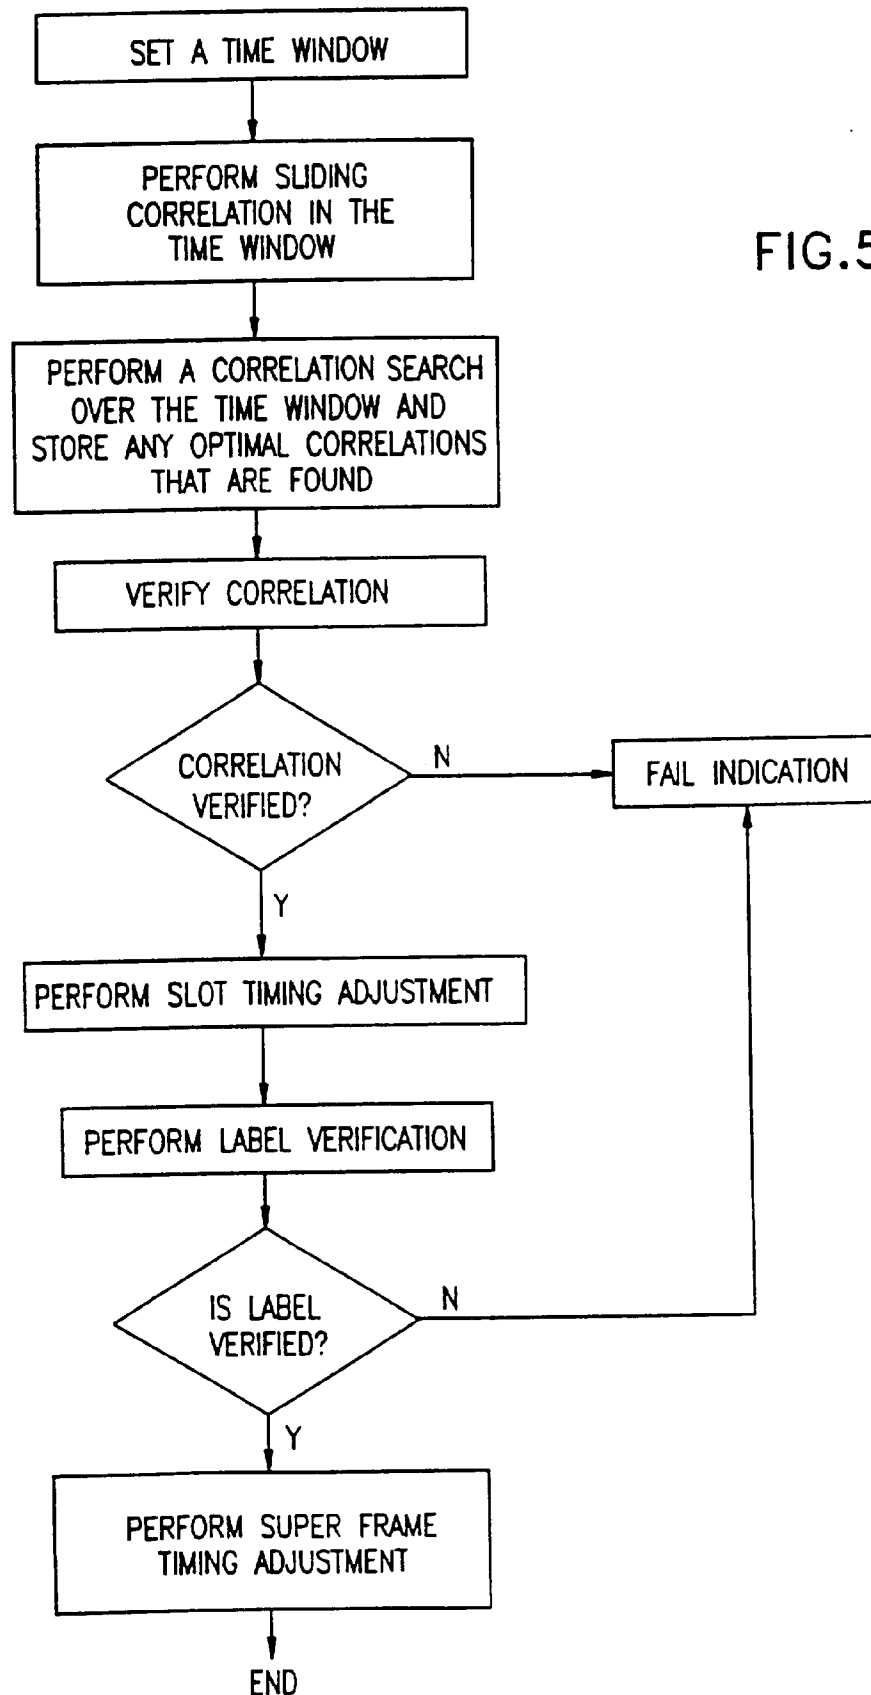 SET A TIME WINDOW
PERFORM SLIDING
CORRELATION IN THE
TIME WINDOW
FIG.5
PERFORM A CORRELATION SEARCH
OVER THE TIME WINDOW AND
STORE ANY OPTIMAL CORRELATIONS
THAT ARE FOUND
VERIFY CORRELATION
CORRELATION
VERIFIED?
N
FAIL INDICATION
Y
PERFORM SLOT TIMING ADJUSTMENT
PERFORM LABEL VERIFICATION
IS LABEL
VERIFIED?
N
Y
PERFORM SUPER FRAME
TIMING ADJUSTMENT
END